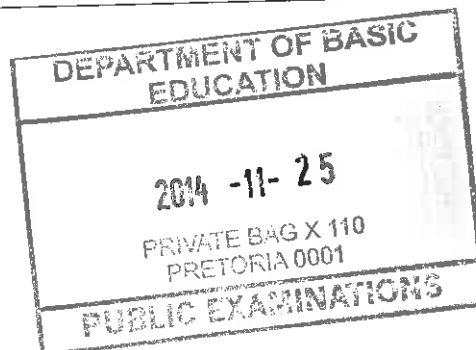 DEPARTMENT OF BASIC
EDUCATION
2014 -11- 25
PRIVATE BAG X 110
PRETORIA 0001
PUBLIC EXAMINATIONS